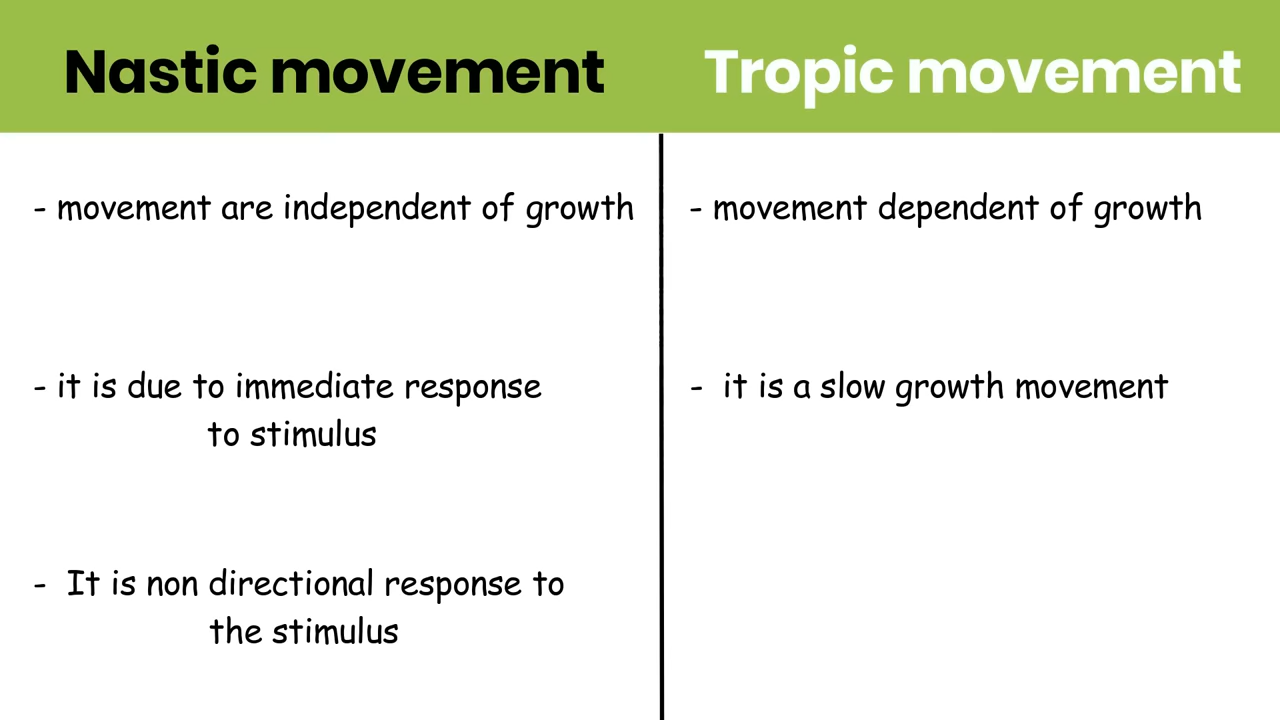 Nastic movement
Tropic movement
- movement are independent of growth
- movement dependent of growth
- it is due to immediate response
to stimulus
- it is a slow growth movement
- It is non directional response to
the stimulus